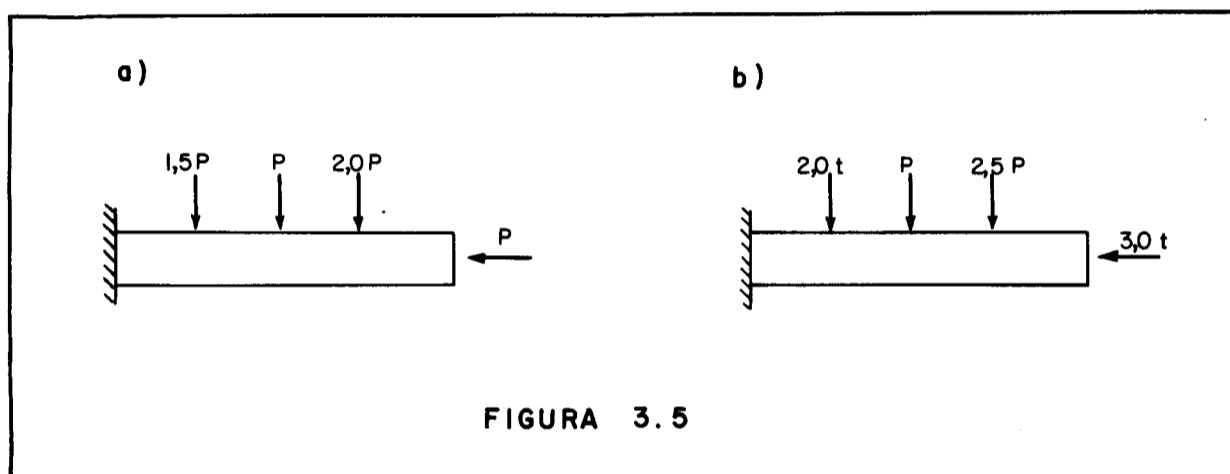 a)
b)
1,5 P P 2,0 P
2,0 t P 2,5 P
P
3,0 t
FIGURA 3.5